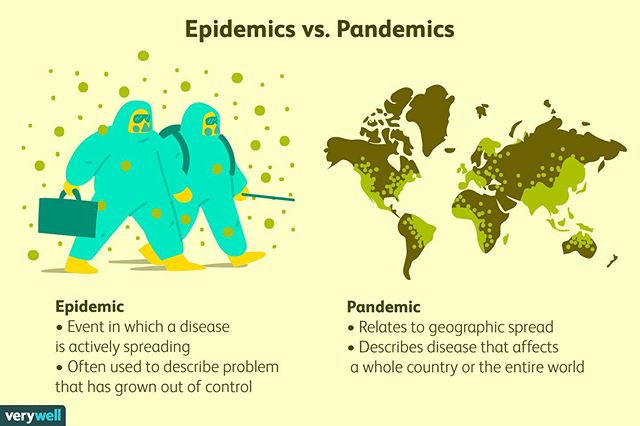 Epidemics vs. Pandemics
Epidemic
• Event in which a disease
is actively spreading
• Often used to describe problem
that has grown out of control
Pandemic
• Relates to geographic spread
• Describes disease that affects
a whole country or the entire world
verywell